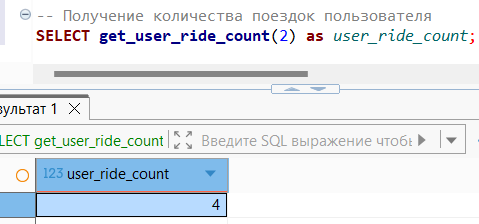 -- Получение количества поездок пользователя
SELECT get_user_ride_count(2) as user_ride_count;
зультат 1
LECT get_user_ride_count
Введите SQL выражение чтобы
123 user_ride_count
4